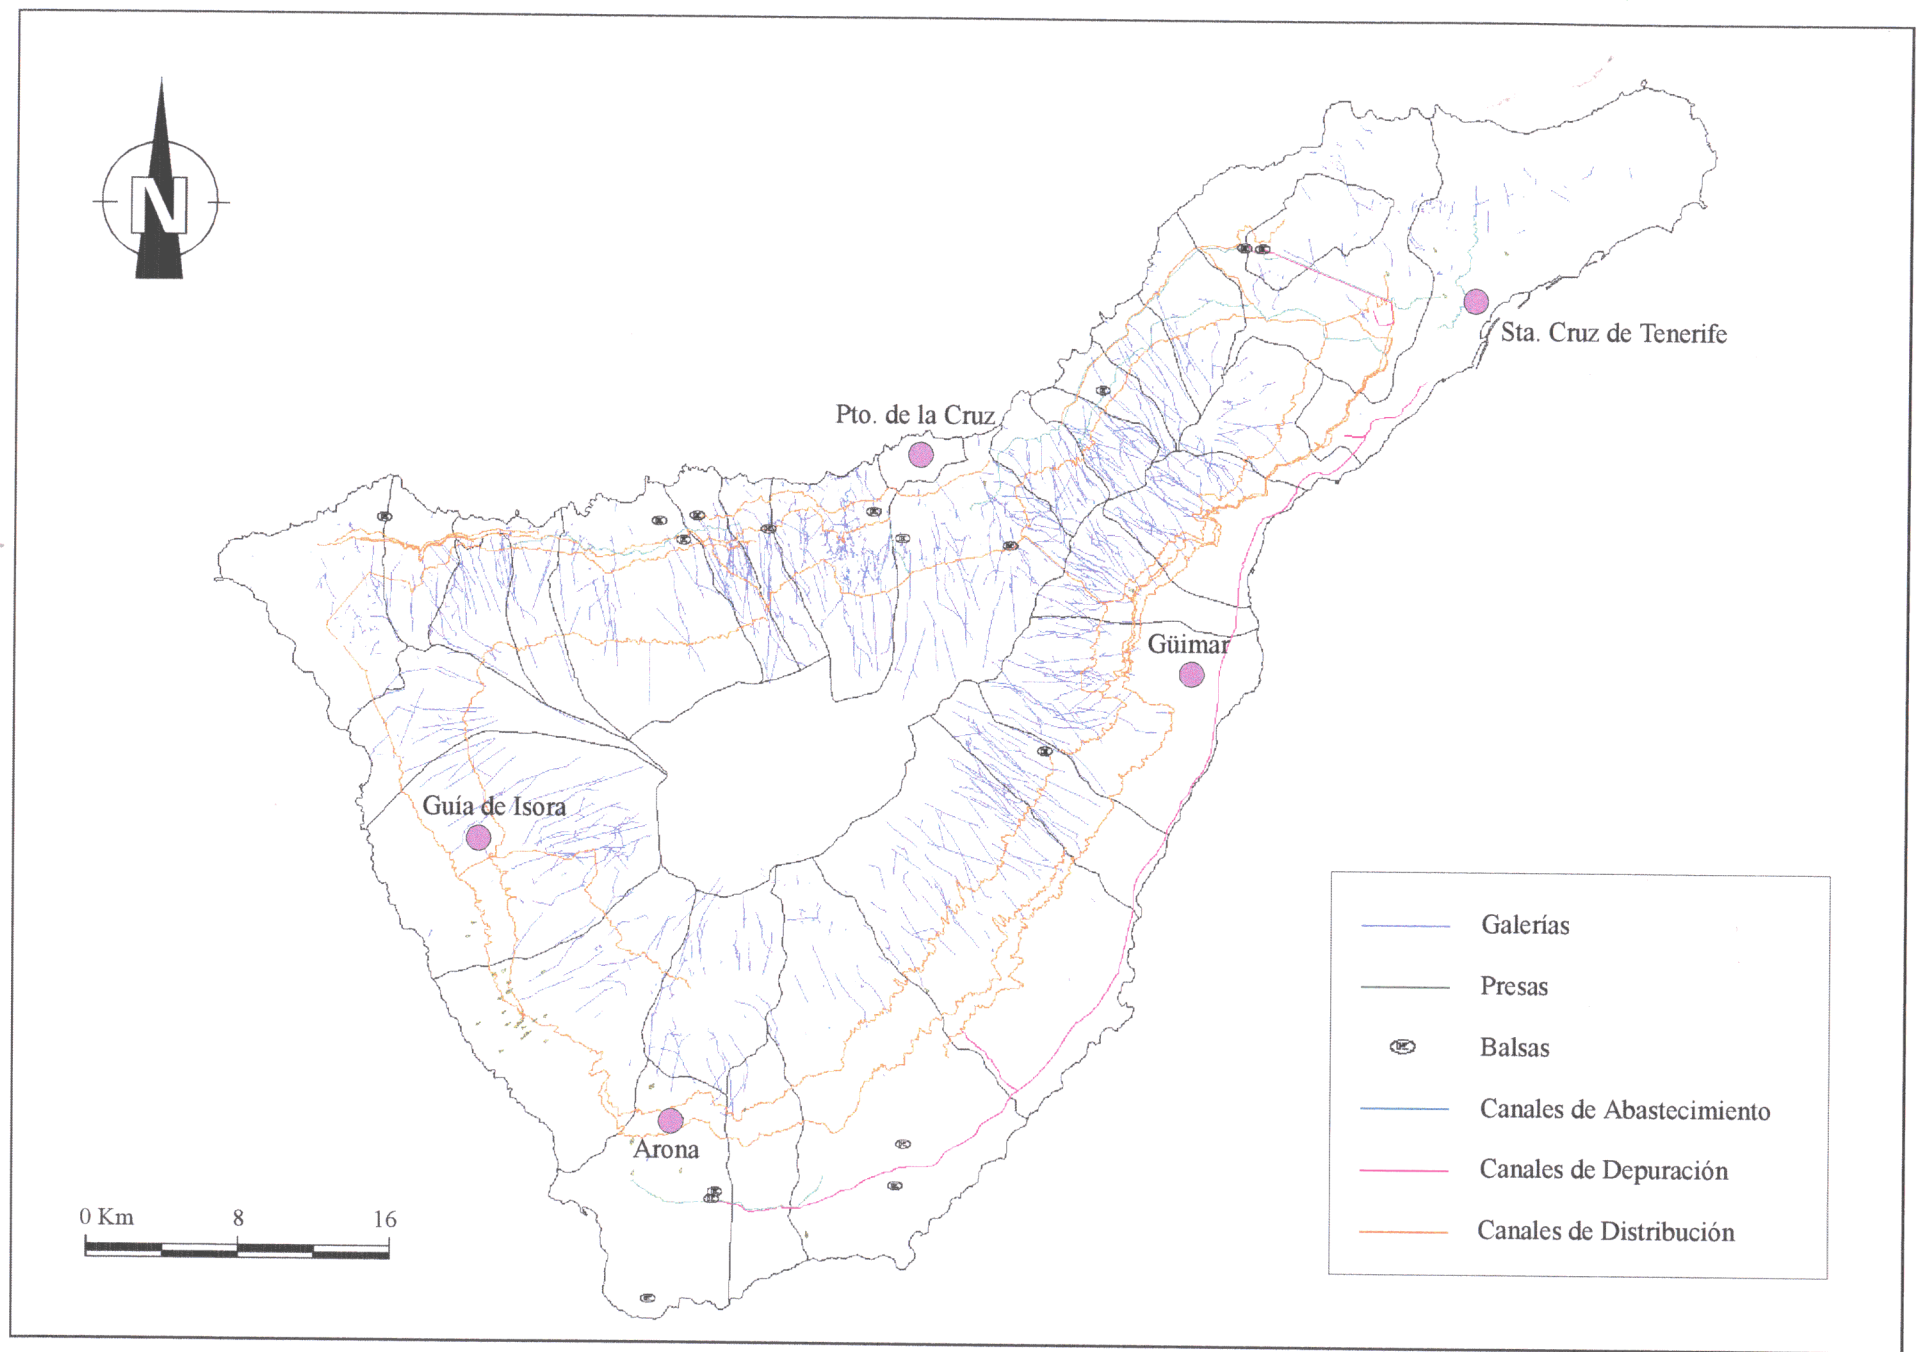 N
Sta. Cruz de Tenerife
Pto. de la Cruz
Güimar
Guía de Isora
Arona
Galerías
Presas
Balsas
Canales de Abastecimiento
Canales de Depuración
Canales de Distribución
0 Km 8 16